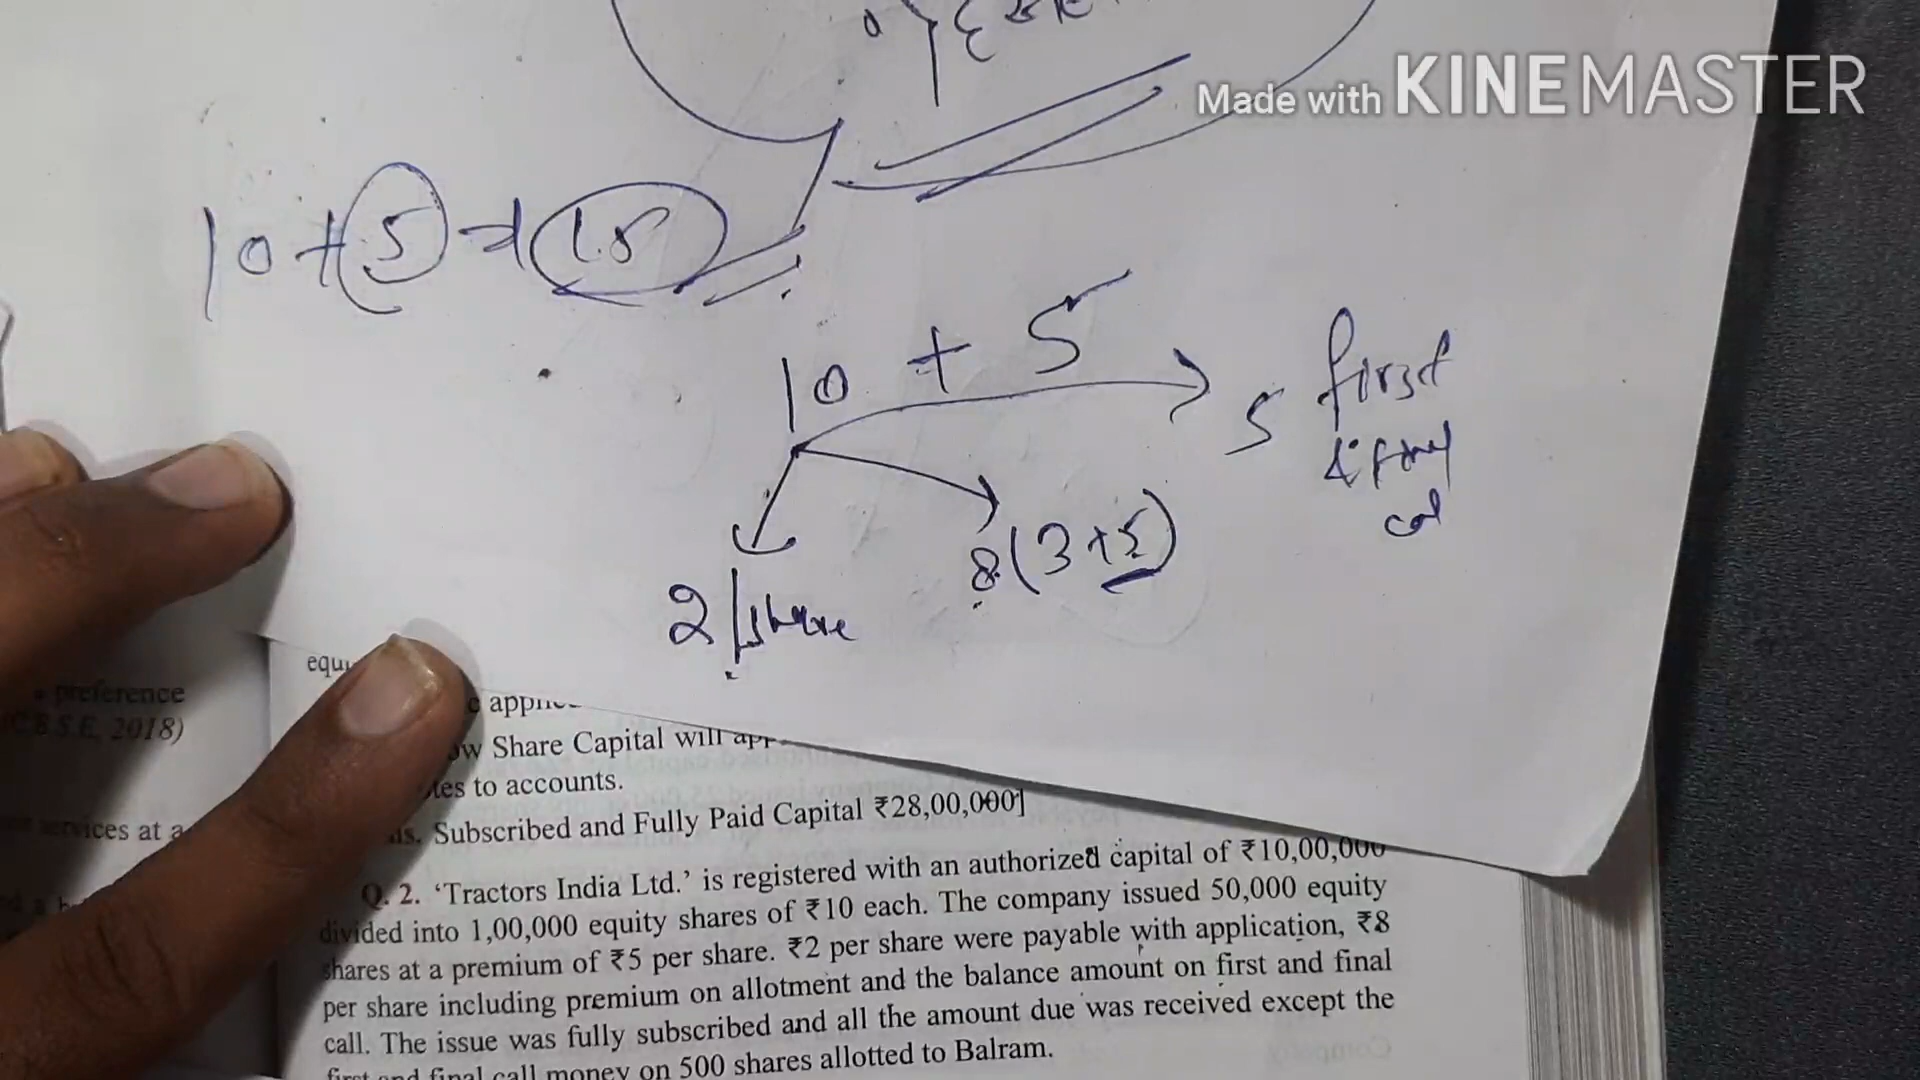 Made with KINEMASTER
10 + 5 ⇒ 15
10 + 5
5 first
& final
call
8 (3 + 5)
2 | share
preference
C.B.S.E. 2018)
services at a
Share Capital will
to accounts.
Subscribed and Fully Paid Capital ₹28,00,000]
Q. 2. ‘Tractors India Ltd.’ is registered with an authorized capital of ₹10,00,000
divided into 1,00,000 equity shares of ₹10 each. The company issued 50,000 equity
shares at a premium of ₹5 per share. ₹2 per share were payable with application, ₹8
per share including premium on allotment and the balance amount on first and final
call. The issue was fully subscribed and all the amount due was received except the
first and final call money on 500 shares allotted to Balram.